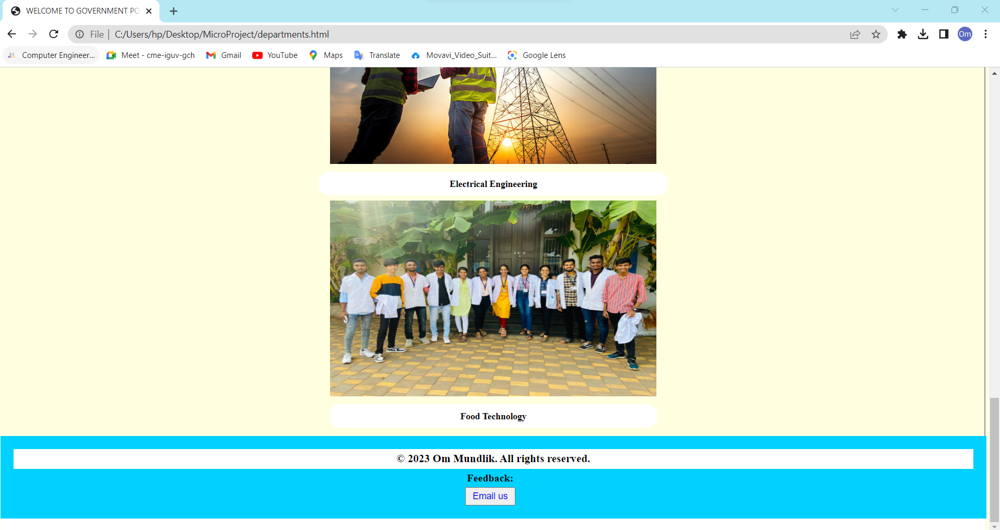 WELCOME TO GOVERNMENT PO
File | C:/Users/hp/Desktop/MicroProject/departments.html
Om
Computer Engineer... Meet - cme-iguv-gch Gmail YouTube Maps Translate Movavi_Video_Suit... Google Lens
Electrical Engineering
Food Technology
© 2023 Om Mundlik. All rights reserved.
Feedback:
Email us